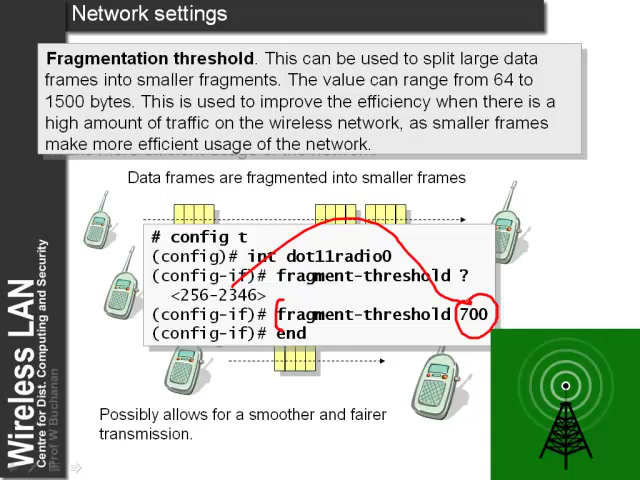 Network settings
Fragmentation threshold. This can be used to split large data
frames into smaller fragments. The value can range from 64 to
1500 bytes. This is used to improve the efficiency when there is a
high amount of traffic on the wireless network, as smaller frames
make more efficient usage of the network.
Data frames are fragmented into smaller frames
# config t
(config)# int dot11radio0
(config-if)# fragment-threshold ?
<256-2346>
(config-if)# fragment-threshold 700
(config-if)# end
Possibly allows for a smoother and fairer
transmission.
Wireless LAN
Centre for Dist. Computing and Security
Prof W Buchanan